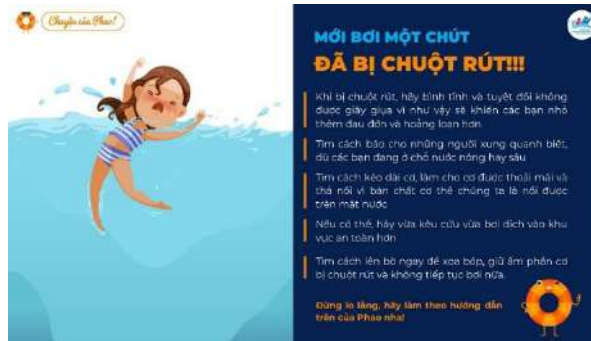 Chuyện của Phao!
MỚI BƠI MỘT CHÚT
ĐÃ BỊ CHUỘT RÚT!!!
Khi bị chuột rút, hãy bình tĩnh và tuyệt đối không
được giãy giụa vì như vậy sẽ khiến các bạn nhỏ
thêm đau đớn và hoảng loạn hơn
Tìm cách báo cho những người xung quanh biết,
dù các bạn đang ở chỗ nước nông hay sâu
Tìm cách kéo dài cơ, làm cho cơ được thoải mái và
thả nổi vì bản chất cơ thể chúng ta là nổi được
trên mặt nước
Nếu có thể, hãy vừa kêu cứu vừa bơi dịch vào khu
vực an toàn hơn
Tìm cách lên bờ ngay để xoa bóp, giữ ấm phần cơ
bị chuột rút và không tiếp tục bơi nữa.
Đừng lo lắng, hãy làm theo hướng dẫn
trên của Phao nha!